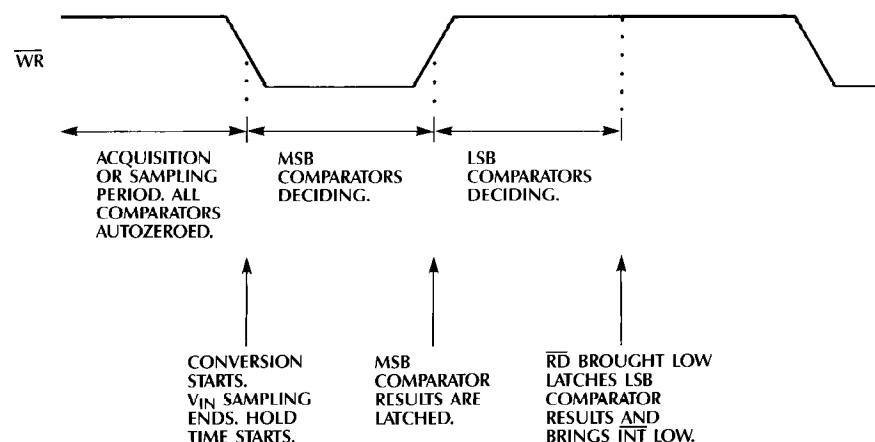 WR
ACQUISITION
OR SAMPLING
PERIOD. ALL
COMPARATORS
AUTOZEROED.
MSB
COMPARATORS
DECIDING.
LSB
COMPARATORS
DECIDING.
CONVERSION
STARTS.
VIN SAMPLING
ENDS. HOLD
TIME STARTS.
MSB
COMPARATOR
RESULTS ARE
LATCHED.
RD BROUGHT LOW
LATCHES LSB
COMPARATOR
RESULTS AND
BRINGS INT LOW.